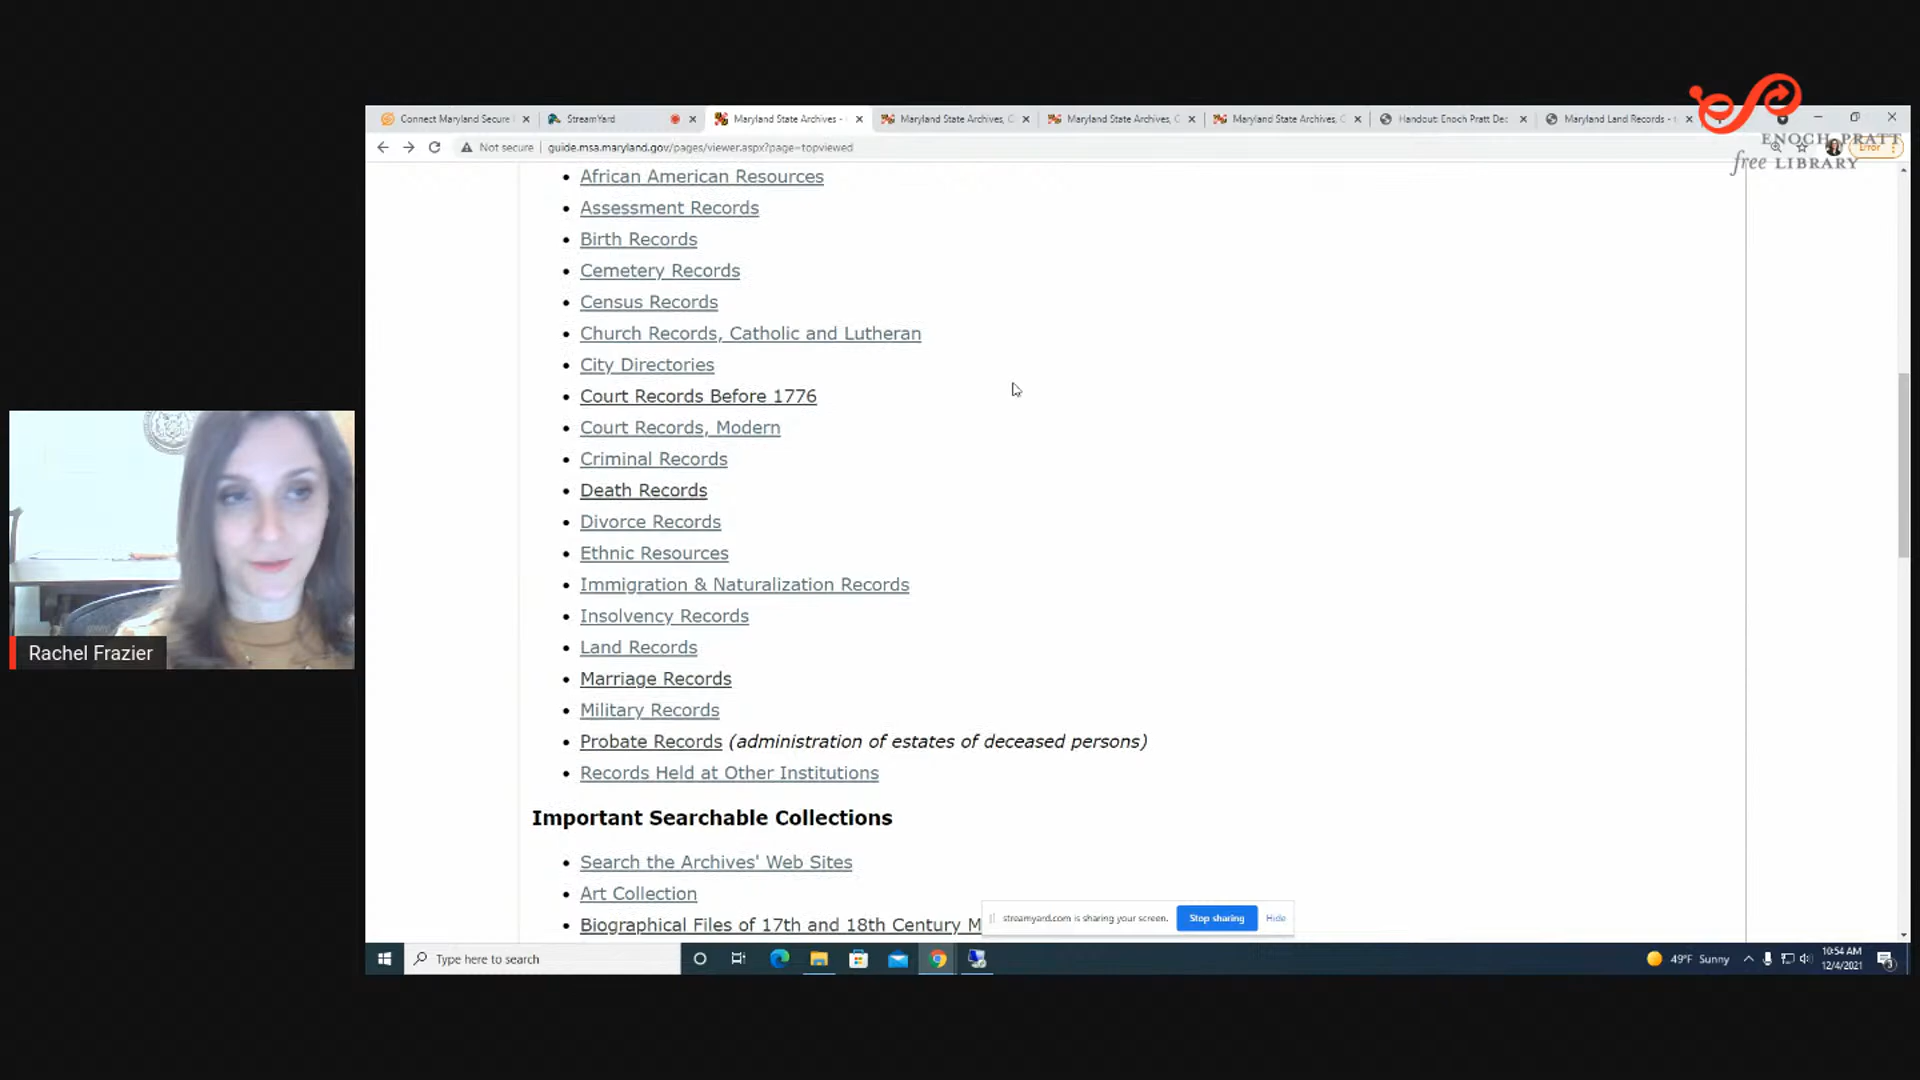 Connect Maryland Secure
StreamYard
Maryland State Archives -
Maryland State Archives, C
Maryland State Archives, C
Maryland State Archives, C
Handout: Enoch Pratt Dec
Maryland Land Records -
Not secure
guide.msa.maryland.gov/pages/viewer.aspx?page=topviewed
Error
ENOCH PRATT
free LIBRARY
African American Resources
Assessment Records
Birth Records
Cemetery Records
Census Records
Church Records, Catholic and Lutheran
City Directories
Court Records Before 1776
Court Records, Modern
Criminal Records
Death Records
Divorce Records
Ethnic Resources
Immigration & Naturalization Records
Insolvency Records
Land Records
Marriage Records
Military Records
Probate Records (administration of estates of deceased persons)
Records Held at Other Institutions
Important Searchable Collections
Search the Archives' Web Sites
Art Collection
Biographical Files of 17th and 18th Century M
streamyard.com is sharing your screen.
Stop sharing
Hide
Rachel Frazier
Type here to search
49°F Sunny
10:54 AM
12/4/2021